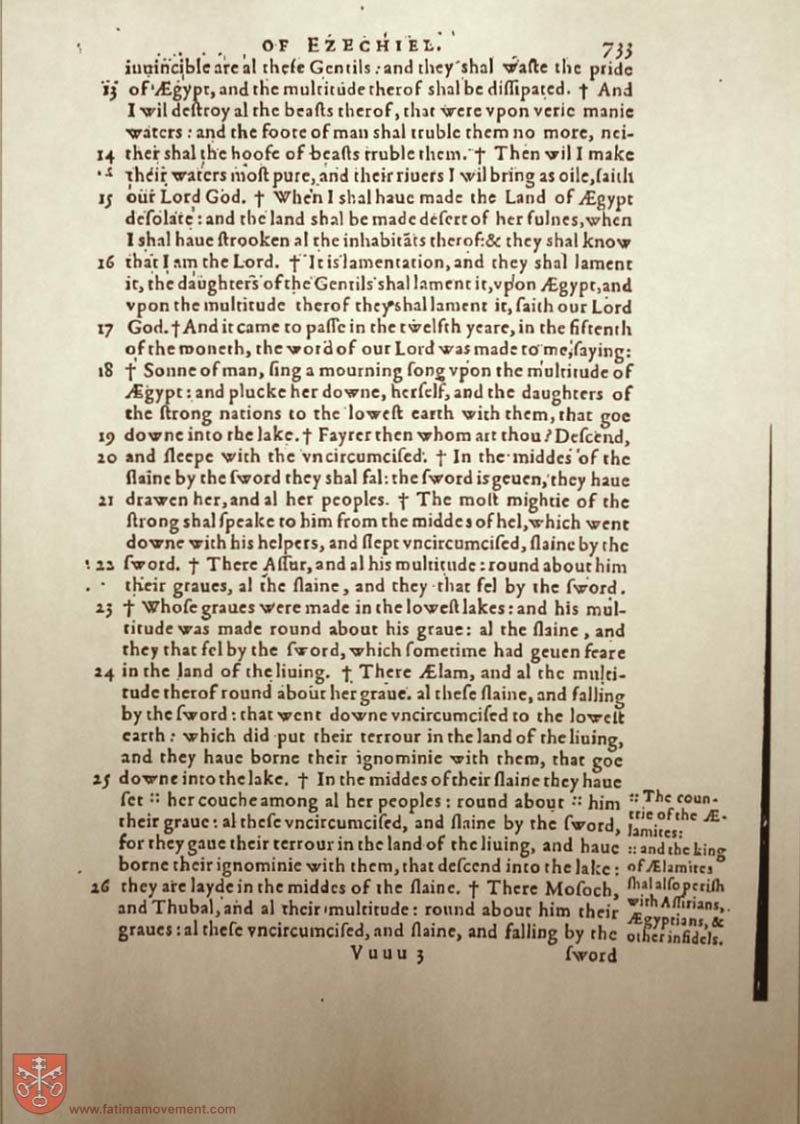 OF EZECHIEL. 733
inuincible are al theſe Gentils: and they ſhal waſte the pride
13 of Ægypt, and the multitude therof ſhal be diſſipated. † And
I wil deſtroy al the beaſts therof, that were vpon verie manie
waters: and the foote of man ſhal truble them no more, nei-
14 ther ſhal the hoofe of beaſts truble them. † Then wil I make
their waters moſt pure, and their riuers I wil bring as oile, ſaith
15 our Lord God. † When I ſhal haue made the Land of Ægypt
deſolate: and the land ſhal be made deſert of her fulnes, when
I ſhal haue ſtrooken al the inhabitãts therof: & they ſhal know
16 that I am the Lord. † It is lamentation, and they ſhal lament
it, the daughters of the Gentils ſhal lament it, vpon Ægypt, and
vpon the multitude therof they ſhal lament it, ſaith our Lord
17 God. † And it came to paſſe in the twelfth yeare, in the fiftenth
of the moneth, the word of our Lord was made to me, ſaying:
18 † Sonne of man, ſing a mourning ſong vpon the multitude of
Ægypt: and plucke her downe, herſelf, and the daughters of
the ſtrong nations to the loweſt earth with them, that goe
19 downe into the lake. † Fayrer then whom art thou? Deſcend,
20 and ſleepe with the vncircumciſed. † In the middes of the
ſlaine by the ſword they ſhal fal: the ſword is geuen, they haue
21 drawen her, and al her peoples. † The moſt mightie of the
ſtrong ſhal ſpeake to him from the middes of hel, which went
downe with his helpers, and ſlept vncircumciſed, ſlaine by the
22 ſword. † There Aſſur, and al his multitude: round about him
their graues, al the ſlaine, and they that fel by the ſword.
23 † Whoſe graues were made in the loweſt lakes: and his mul-
titude was made round about his graue: al the ſlaine, and
they that fel by the ſword, which ſometime had geuen feare
24 in the land of the liuing. † There Ælam, and al the multi-
tude therof round about her graue. al theſe ſlaine, and falling
by the ſword: that went downe vncircumciſed to the loweſt
earth: which did put their terrour in the land of the liuing,
and they haue borne their ignominie with them, that goe
25 downe into the lake. † In the middes of their ſlaine they haue
ſet :: her couche among al her peoples: round about :: him
their graue: al theſe vncircumciſed, and ſlaine by the ſword,
for they gaue their terrour in the land of the liuing, and haue
borne their ignominie with them, that deſcend into the lake:
26 they are layde in the middes of the ſlaine. † There Moſoch,
and Thubal, and al their multitude: round about him their
graues: al theſe vncircumciſed, and ſlaine, and falling by the
:: The coun-
trie of the Æ-
lamites:
:: and the king
of Ælamites
ſhal alſo periſh
with Aſſirians,
Ægyptians, &
other infidels.
Vuuu 3 ſword
www.fatimamovement.com